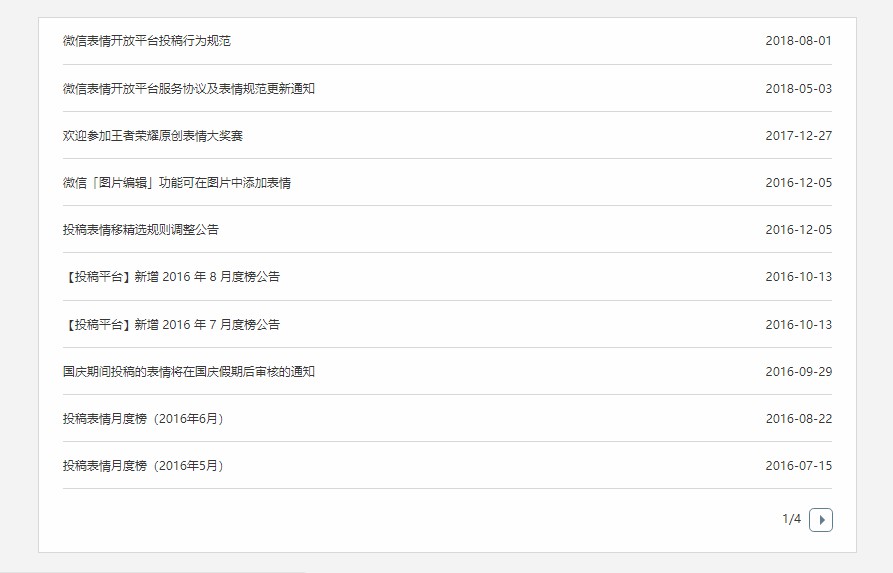 微信表情开放平台投稿行为规范 2018-08-01
微信表情开放平台服务协议及表情规范更新通知 2018-05-03
欢迎参加王者荣耀原创表情大奖赛 2017-12-27
微信「图片编辑」功能可在图片中添加表情 2016-12-05
投稿表情移精选规则调整公告 2016-12-05
【投稿平台】新增 2016 年 8 月度榜公告 2016-10-13
【投稿平台】新增 2016 年 7 月度榜公告 2016-10-13
国庆期间投稿的表情将在国庆假期后审核的通知 2016-09-29
投稿表情月度榜（2016年6月） 2016-08-22
投稿表情月度榜（2016年5月） 2016-07-15
1/4